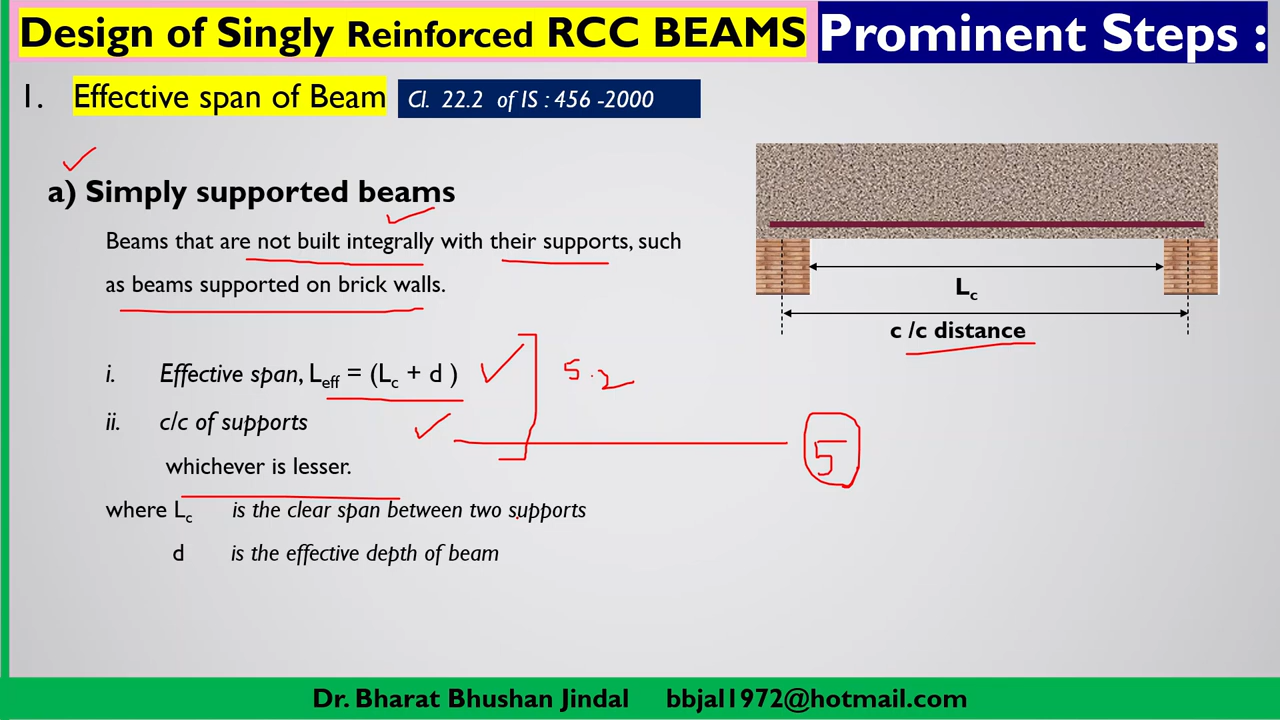 Design of Singly Reinforced RCC BEAMS Prominent Steps :
1. Effective span of Beam Cl. 22.2 of IS : 456 -2000
a) Simply supported beams
Beams that are not built integrally with their supports, such
as beams supported on brick walls.
Lc
c /c distance
i. Effective span, Leff = (Lc + d )
5.2
ii. c/c of supports
5
whichever is lesser.
where Lc is the clear span between two supports
d is the effective depth of beam
Dr. Bharat Bhushan Jindal bbjal1972@hotmail.com